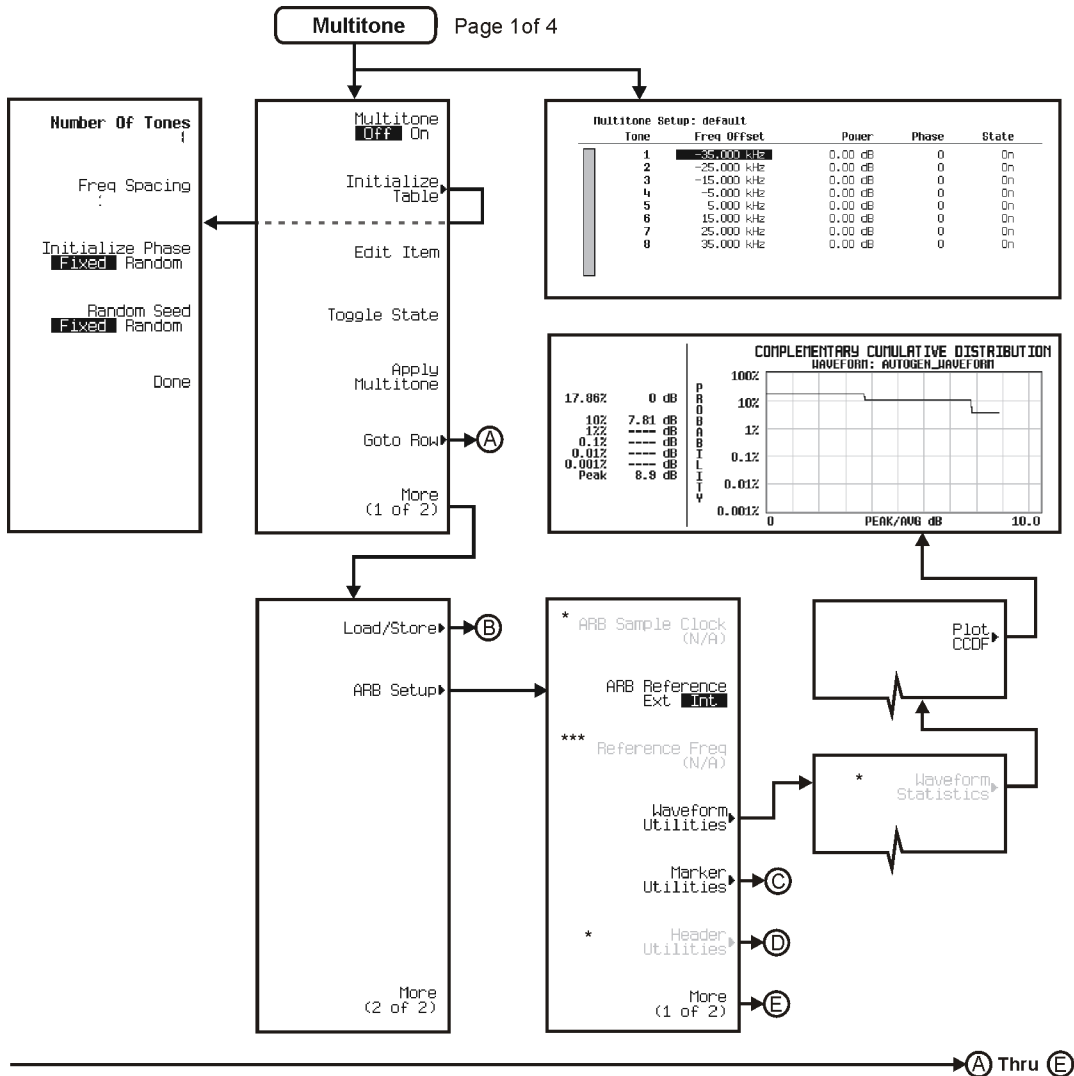 Multitone Page 1of 4
Number Of Tones
Freq Spacing
:
Initialize Phase
Fixed Random
Random Seed
Fixed Random
Done
Multitone
Off On
Initialize
Table
Edit Item
Toggle State
Apply
Multitone
Goto Row
A
More
(1 of 2)
Multitone Setup: default
Tone Freq Offset Power Phase State
1 -35.000 kHz 0.00 dB 0 On
2 -25.000 kHz 0.00 dB 0 On
3 -15.000 kHz 0.00 dB 0 On
4 -5.000 kHz 0.00 dB 0 On
5 5.000 kHz 0.00 dB 0 On
6 15.000 kHz 0.00 dB 0 On
7 25.000 kHz 0.00 dB 0 On
8 35.000 kHz 0.00 dB 0 On
COMPLEMENTARY CUMULATIVE DISTRIBUTION
WAVEFORM: AUTOGEN_WAVEFORM
17.86% 0 dB
10% 7.81 dB
1%% ---- dB
0.1% ---- dB
0.01% ---- dB
0.001% ---- dB
Peak 8.9 dB
PROBABILITY
100%
10%
1%
0.1%
0.01%
0.001%
0 PEAK/AVG dB 10.0
Load/Store
B
ARB Setup
More
(2 of 2)
* ARB Sample Clock
(N/A)
ARB Reference
Ext Int
*** Reference Freq
(N/A)
Waveform
Utilities
Marker
Utilities
C
* Header
Utilities
D
More
(1 of 2)
E
Plot
CCDF
* Waveform
Statistics
A Thru E